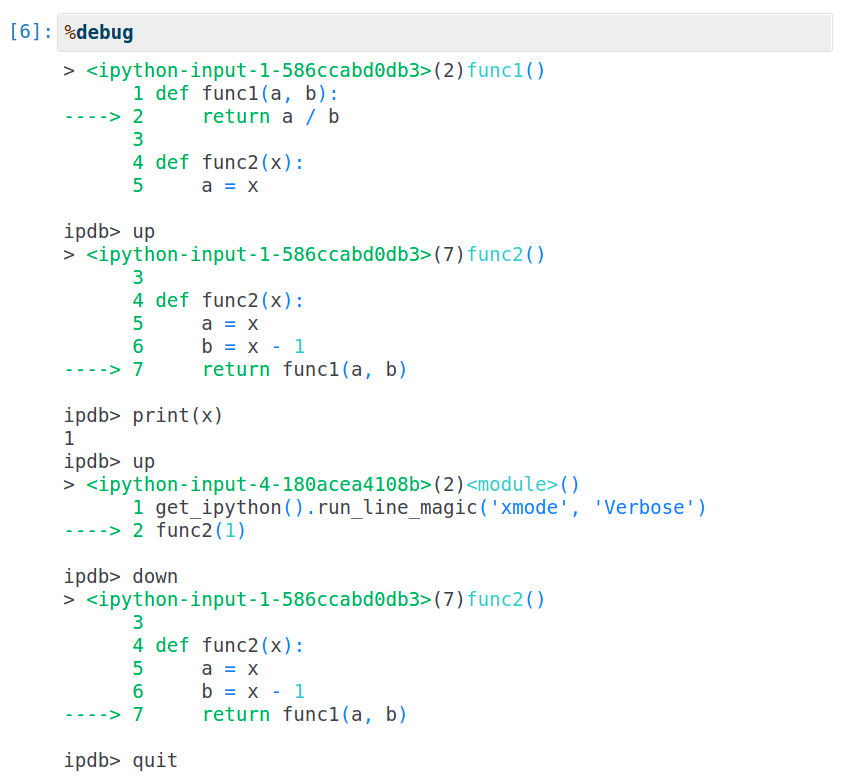 [6]: %debug
> <ipython-input-1-586ccabd0db3>(2)func1()
      1 def func1(a, b):
----> 2     return a / b
      3
      4 def func2(x):
      5     a = x

ipdb> up
> <ipython-input-1-586ccabd0db3>(7)func2()
      3
      4 def func2(x):
      5     a = x
      6     b = x - 1
----> 7     return func1(a, b)

ipdb> print(x)
1
ipdb> up
> <ipython-input-4-180acea4108b>(2)<module>()
      1 get_ipython().run_line_magic('xmode', 'Verbose')
----> 2 func2(1)

ipdb> down
> <ipython-input-1-586ccabd0db3>(7)func2()
      3
      4 def func2(x):
      5     a = x
      6     b = x - 1
----> 7     return func1(a, b)

ipdb> quit